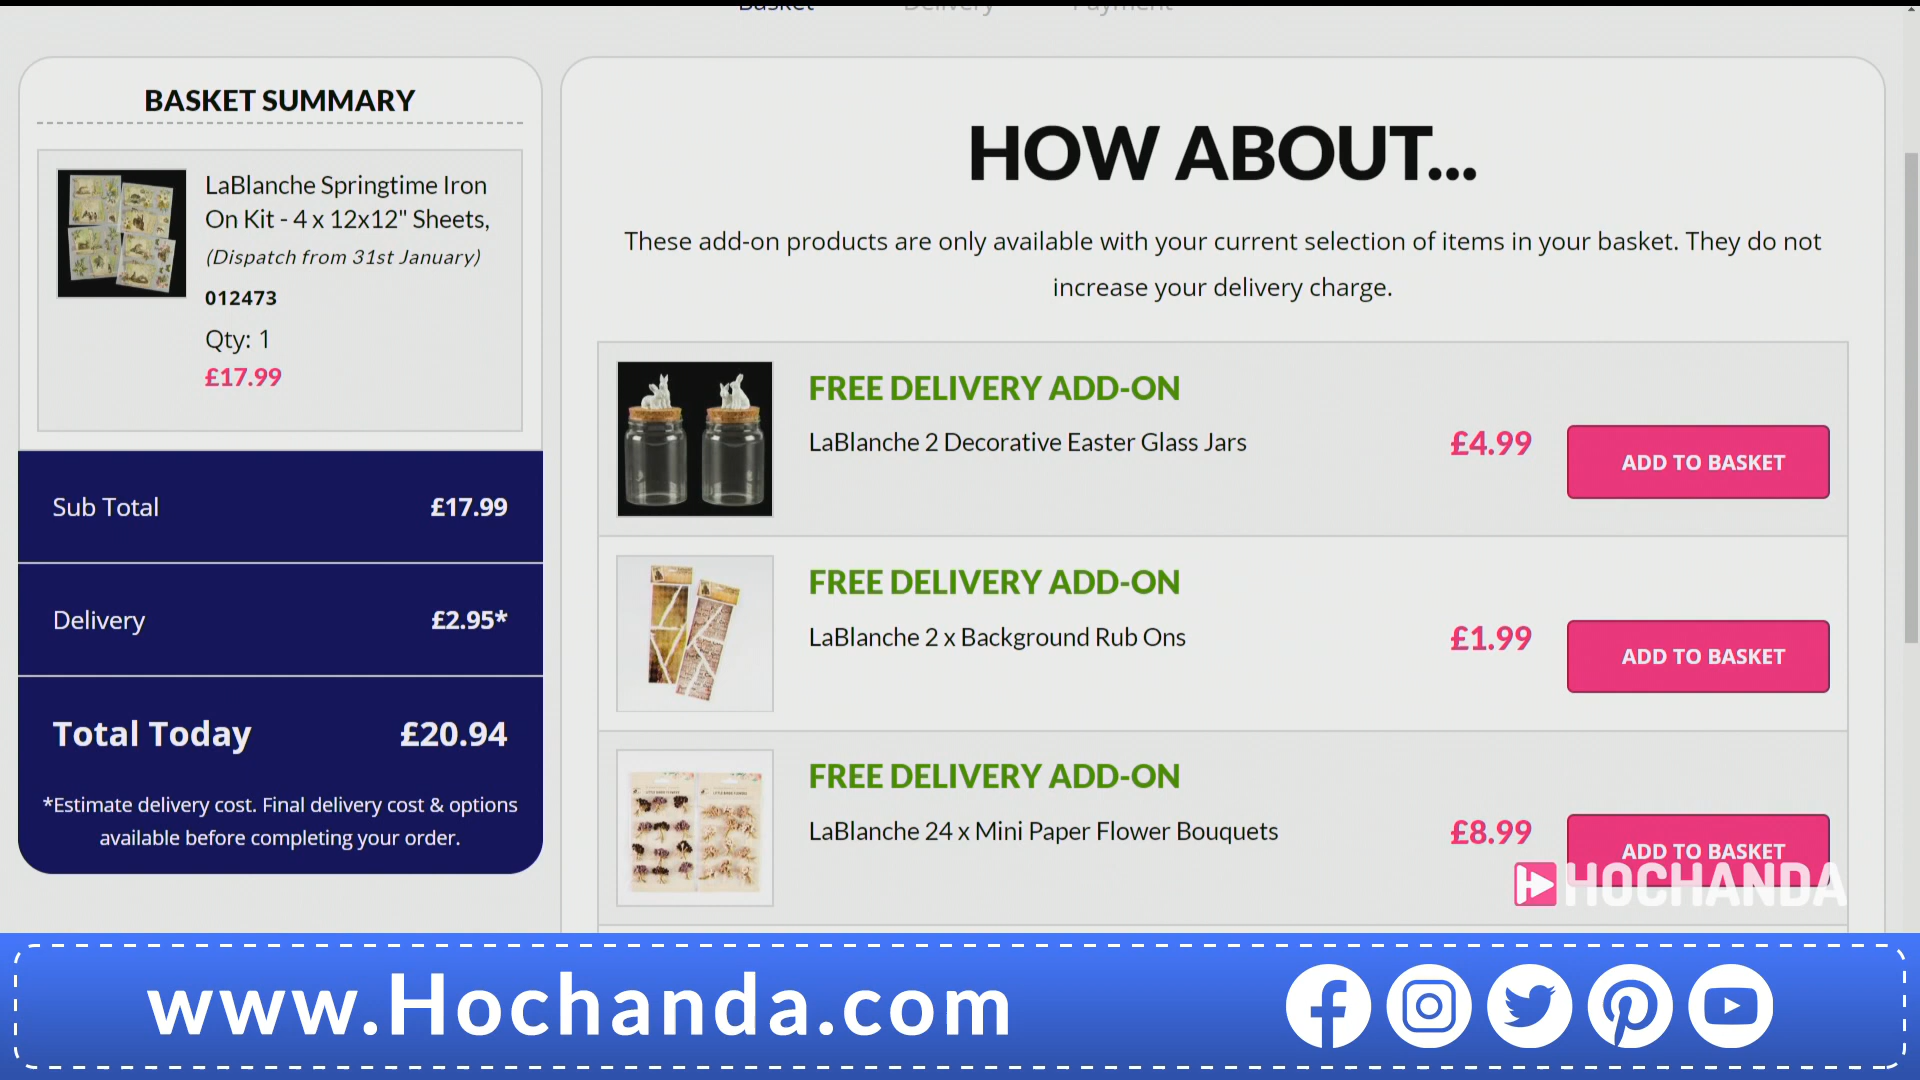 Basket Delivery Payment
BASKET SUMMARY
LaBlanche Springtime Iron
On Kit - 4 x 12x12" Sheets,
(Dispatch from 31st January)
012473
Qty: 1
£17.99
Sub Total £17.99
Delivery £2.95*
Total Today £20.94
*Estimate delivery cost. Final delivery cost & options
available before completing your order.
HOW ABOUT...
These add-on products are only available with your current selection of items in your basket. They do not
increase your delivery charge.
FREE DELIVERY ADD-ON
LaBlanche 2 Decorative Easter Glass Jars £4.99 ADD TO BASKET
FREE DELIVERY ADD-ON
LaBlanche 2 x Background Rub Ons £1.99 ADD TO BASKET
FREE DELIVERY ADD-ON
LaBlanche 24 x Mini Paper Flower Bouquets £8.99 ADD TO BASKET
HOCHANDA
www.Hochanda.com